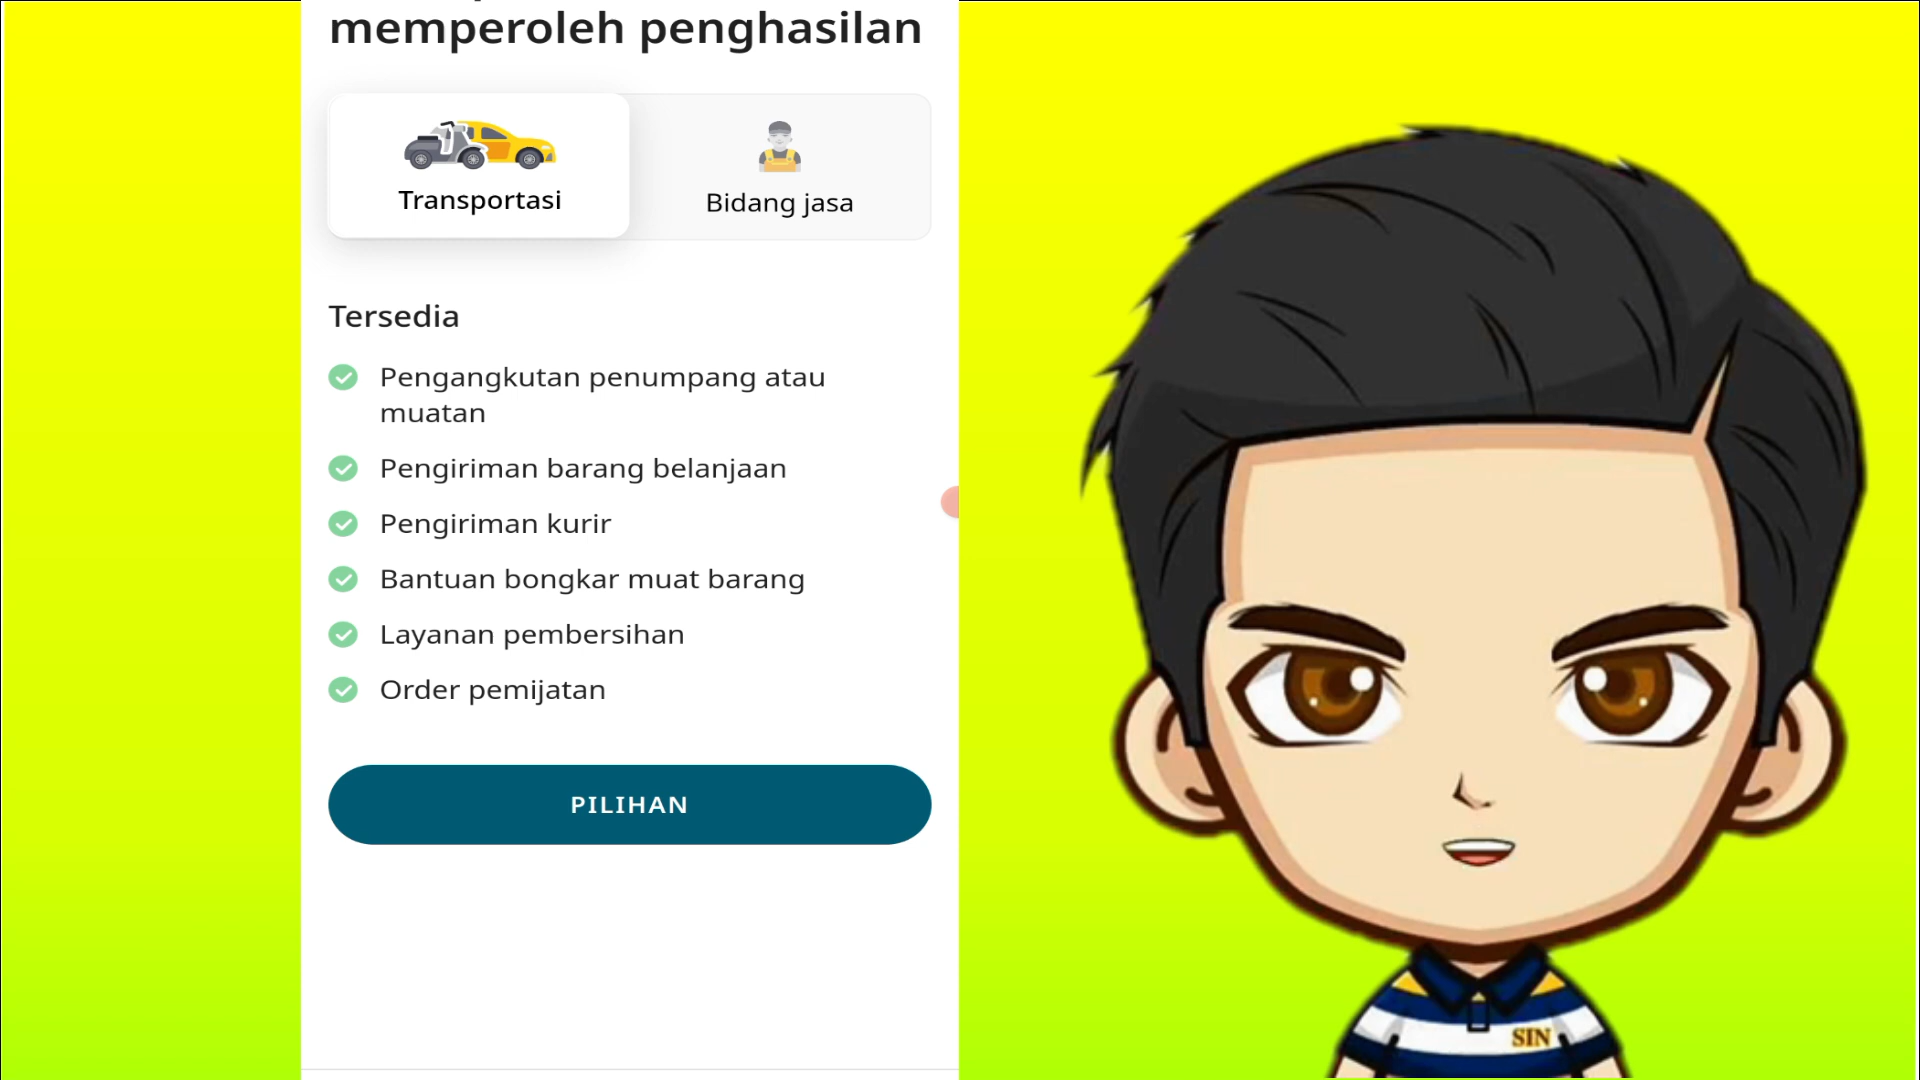 memperoleh penghasilan
Transportasi
Bidang jasa
Tersedia
Pengangkutan penumpang atau
muatan
Pengiriman barang belanjaan
Pengiriman kurir
Bantuan bongkar muat barang
Layanan pembersihan
Order pemijatan
PILIHAN
SIN